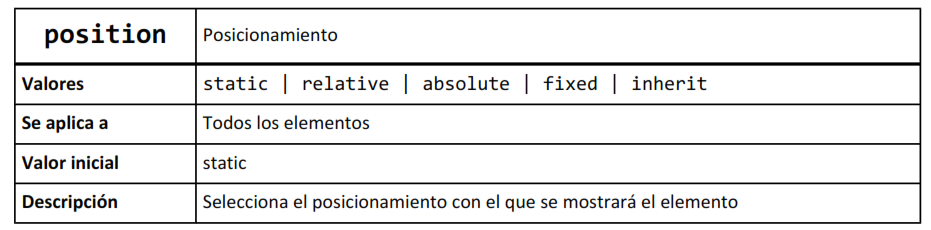 position Posicionamiento
Valores static | relative | absolute | fixed | inherit
Se aplica a Todos los elementos
Valor inicial static
Descripción Selecciona el posicionamiento con el que se mostrará el elemento